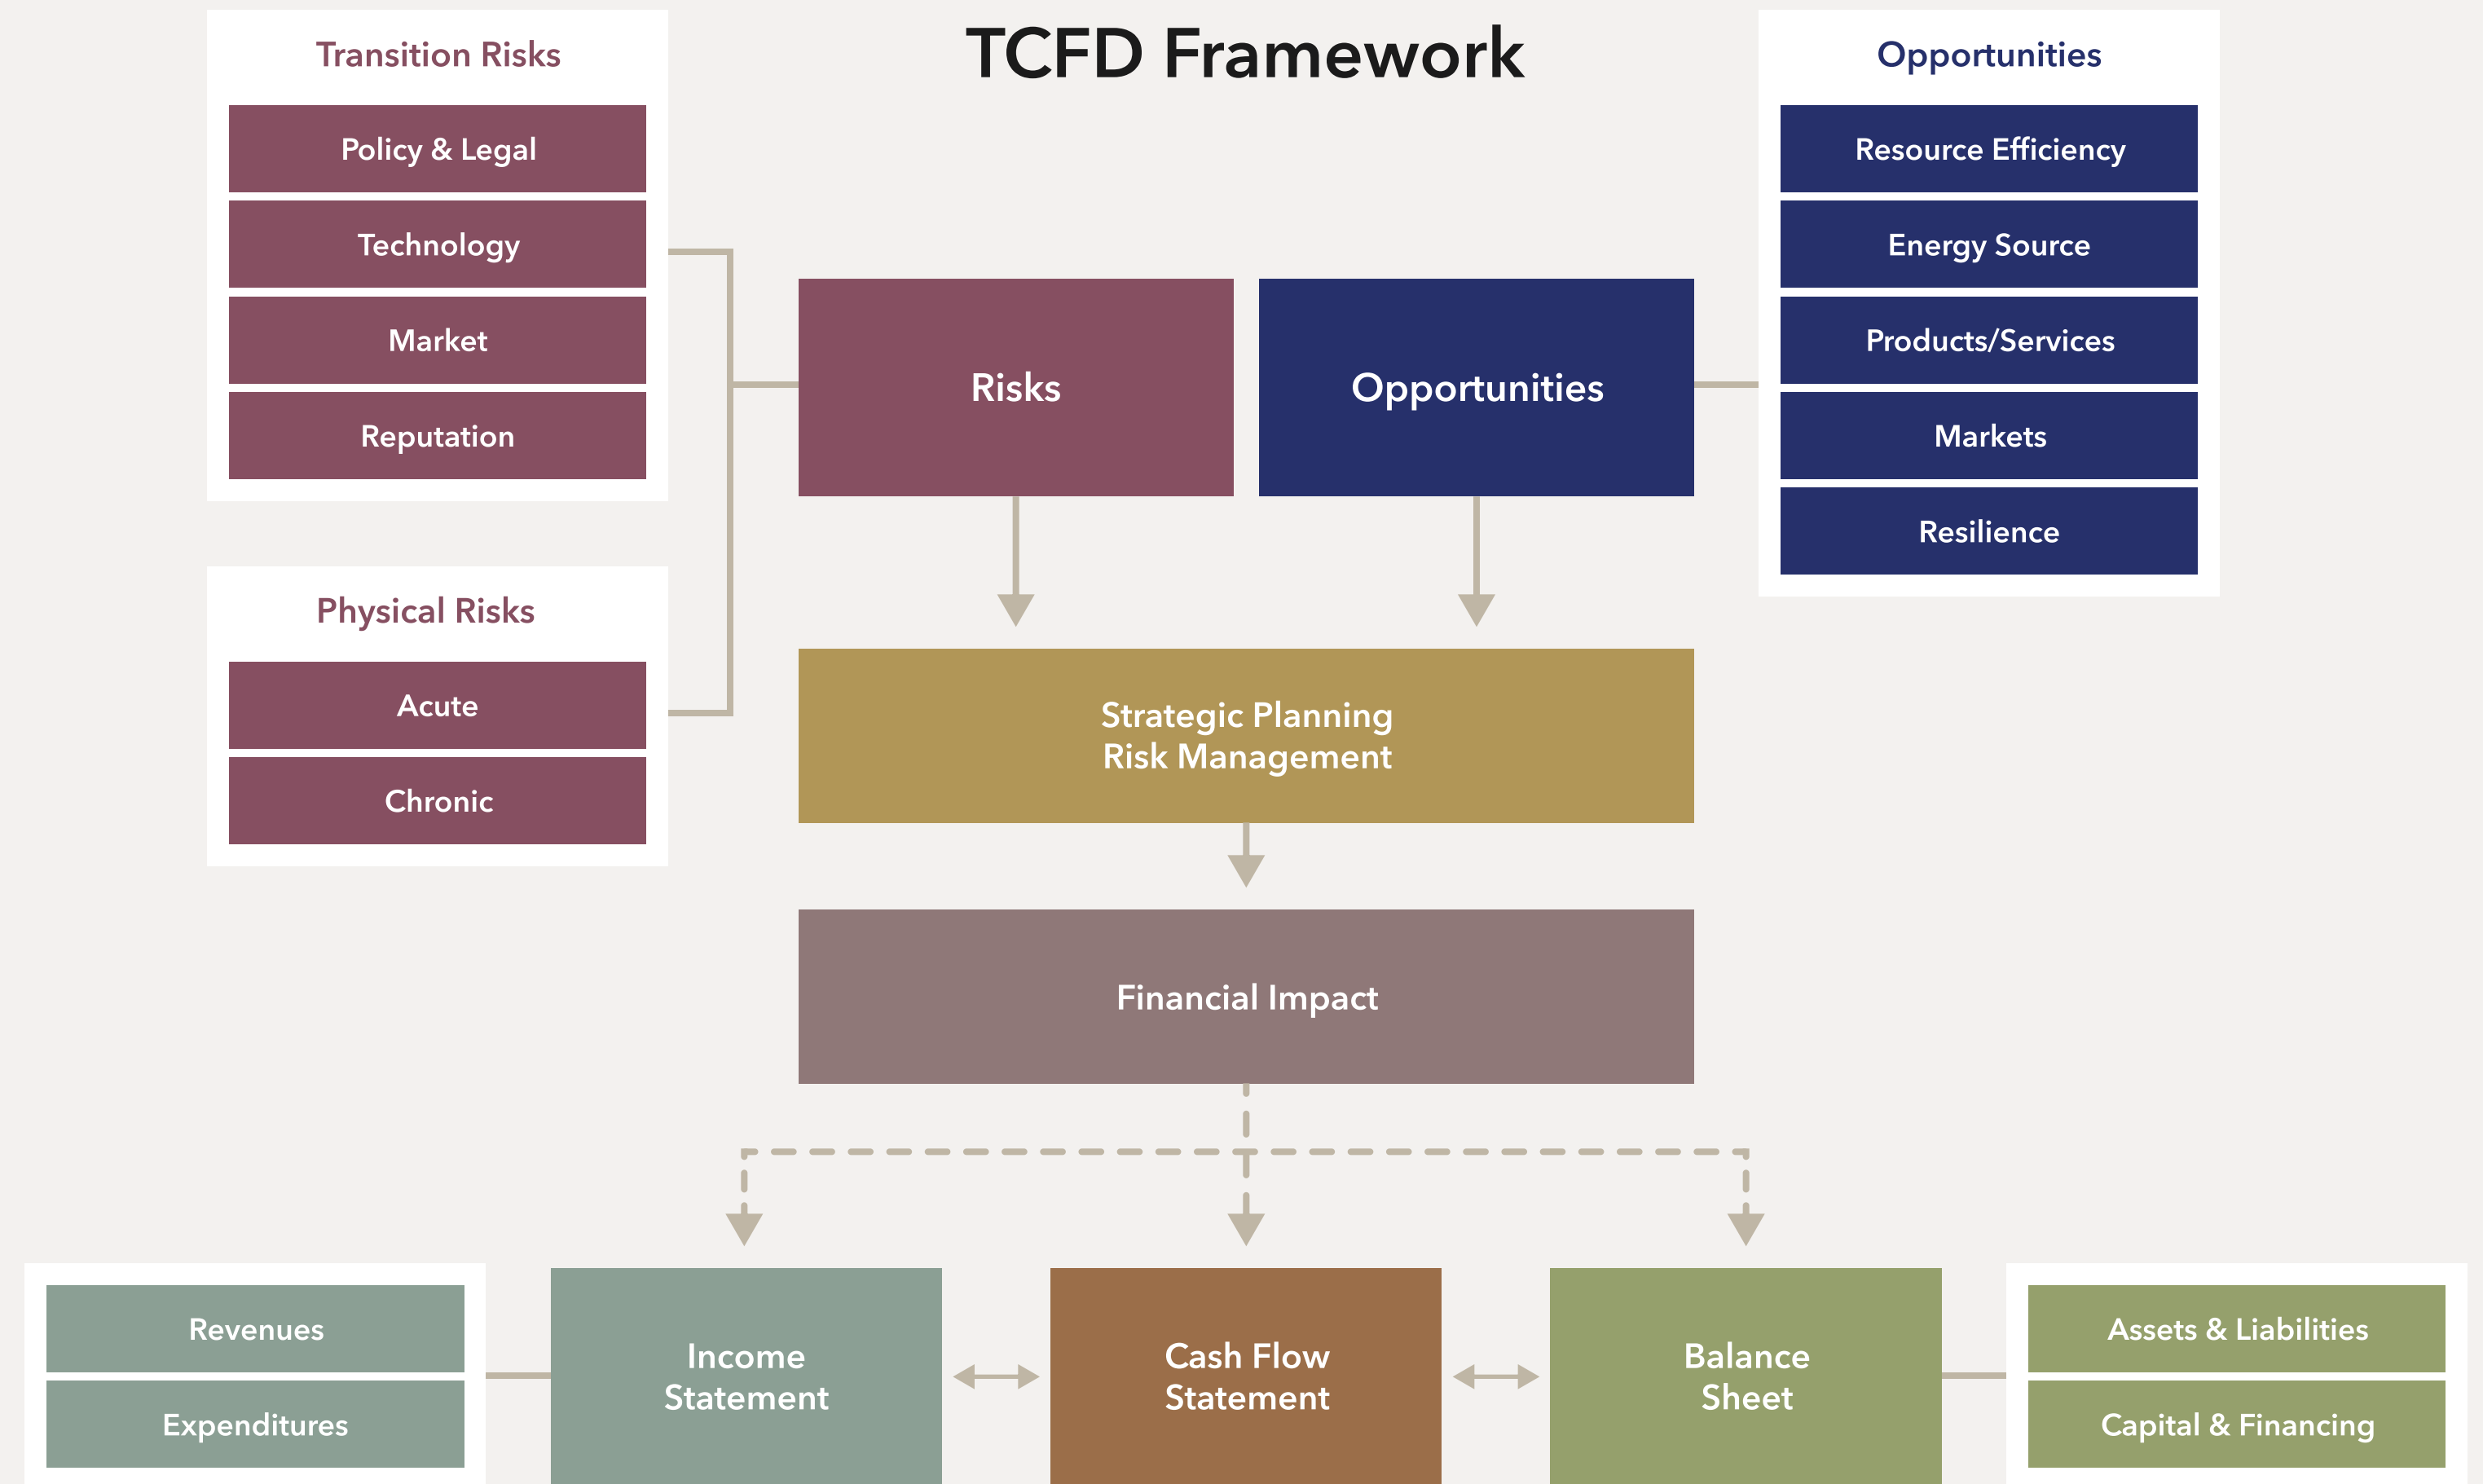 TCFD Framework
Transition Risks
Policy & Legal
Technology
Market
Reputation
Physical Risks
Acute
Chronic
Risks
Opportunities
Opportunities
Resource Efficiency
Energy Source
Products/Services
Markets
Resilience
Strategic Planning
Risk Management
Financial Impact
Revenues
Expenditures
Income
Statement
Cash Flow
Statement
Balance
Sheet
Assets & Liabilities
Capital & Financing